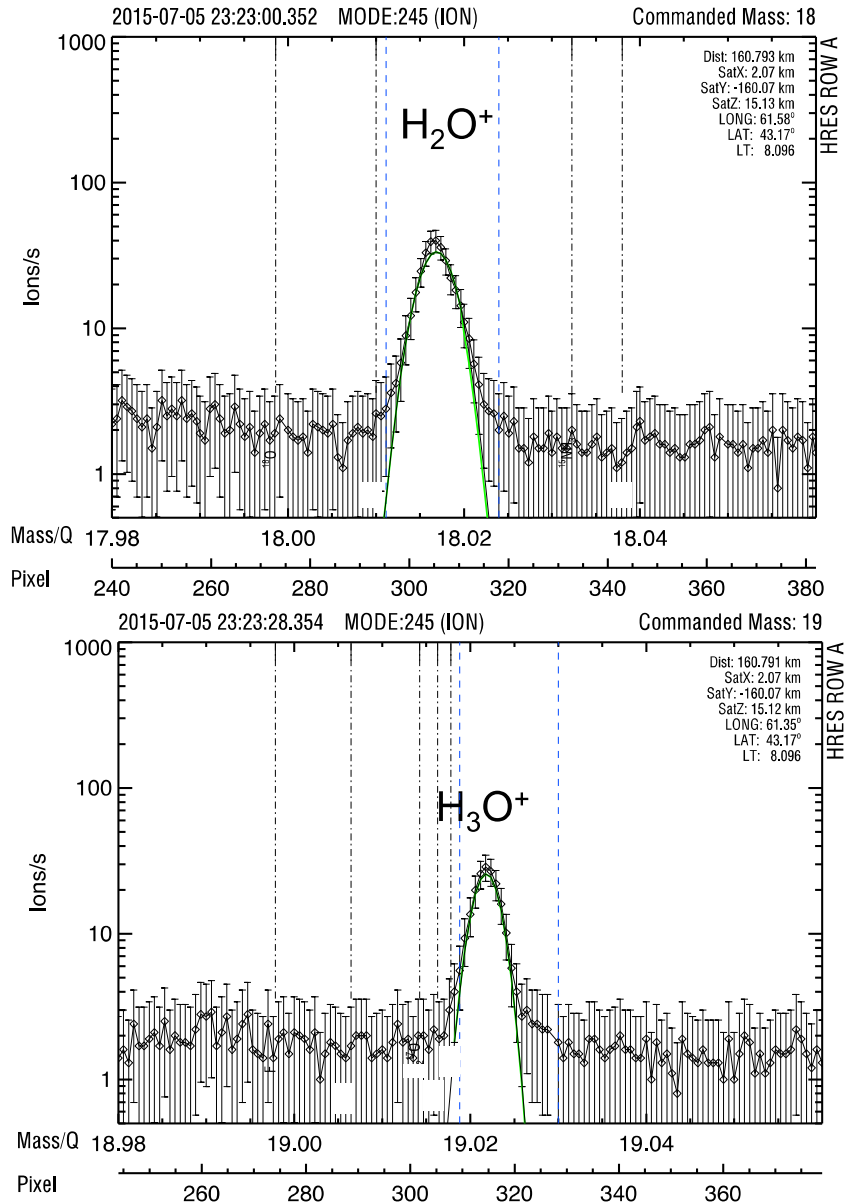 2015-07-05 23:23:00.352 MODE:245 (ION) Commanded Mass: 18
1000
Dist: 160.793 km
SatX: 2.07 km
SatY: -160.07 km
SatZ: 15.13 km
LONG: 61.58⁰
LAT: 43.17⁰
LT: 8.096
HRES ROW A
H₂O⁺
100
Ions/s
10
1
¹⁸O
Mass/Q 17.98 18.00 18.02 18.04
Pixel
240 260 280 300 320 340 360 380
2015-07-05 23:23:28.354 MODE:245 (ION) Commanded Mass: 19
1000
Dist: 160.791 km
SatX: 2.07 km
SatY: -160.07 km
SatZ: 15.12 km
LONG: 61.35⁰
LAT: 43.17⁰
LT: 8.096
HRES ROW A
100
H₃O⁺
Ions/s
10
1
F
Mass/Q 18.98 19.00 19.02 19.04
Pixel
260 280 300 320 340 360